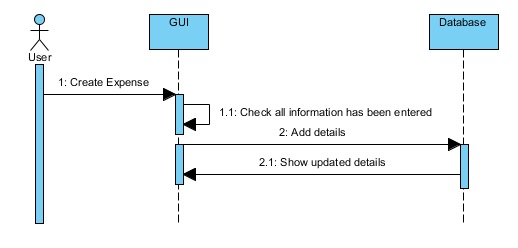 GUI
Database
User
1: Create Expense
1.1: Check all information has been entered
2: Add details
2.1: Show updated details